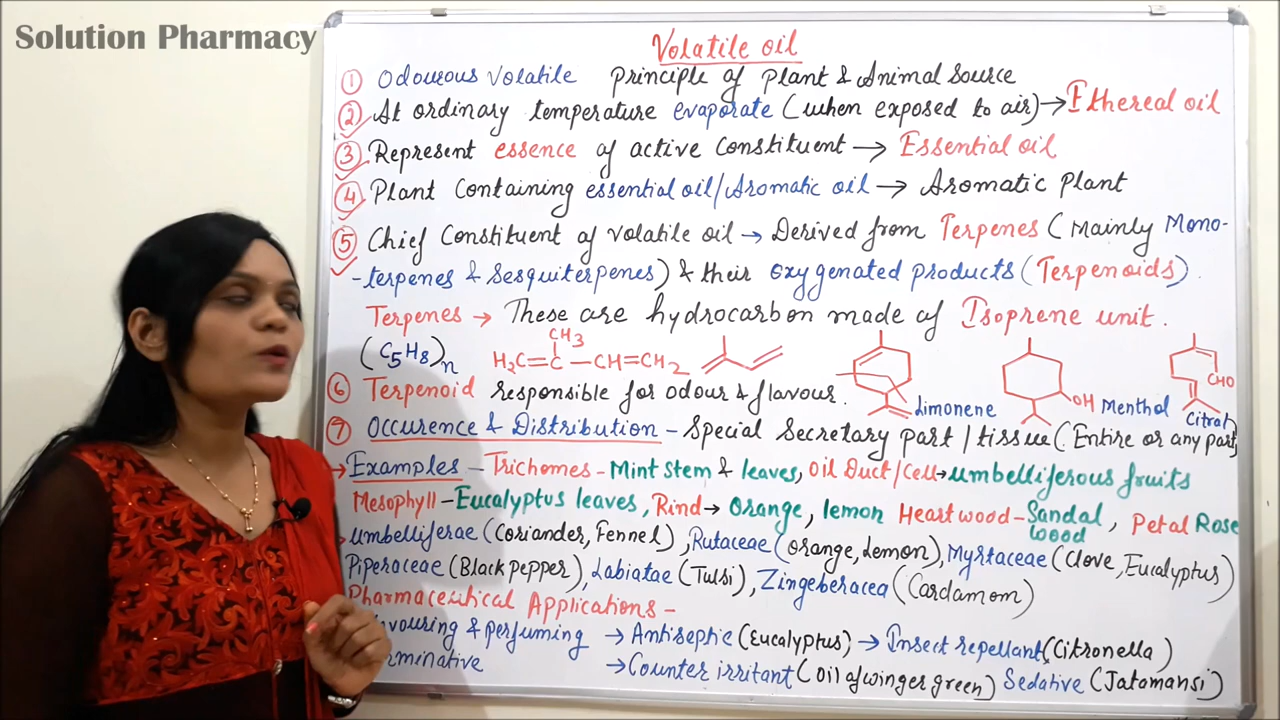 Solution Pharmacy
Volatile oil
① Odourous Volatile principle of plant & Animal Source
② At ordinary temperature evaporate (when exposed to air) → Ethereal oil
③ Represent essence of active Constituent → Essential oil
④ Plant Containing essential oil/Aromatic oil → Aromatic Plant
⑤ Chief Constituent of Volatile oil → Derived from Terpenes (Mainly Mono-
-terpenes & Sesquiterpenes) & their oxygenated products (Terpenoids).
Terpenes → These are hydrocarbon made of Isoprene unit.
(C5H8)n
CH3
H2C=C-CH=CH2
Limonene
OH Menthol
CHO
Citral
⑥ Terpenoid responsible for odour & flavour.
⑦ Occurence & Distribution - Special Secretary part / tissue (Entire or any part
→ Examples - Trichomes - Mint stem & leaves, Oil Duct/Cell → umbelliferous fruits
Mesophyll - Eucalyptus leaves, Rind → Orange, lemon Heartwood - Sandal wood, Petal Rose
umbelliferae (Coriander, Fennel), Rutaceae (orange, Lemon), Myrtaceae (Clove, Eucalyptus)
Piperaceae (Black pepper), Labiatae (Tulsi), Zingeberacea (Cardamom)
Pharmaceutical Applications -
vouring & perfuming → Antiseptic (Eucalyptus) → Insect repellant (Citronella)
rminative → Counter irritant (Oil of winger green) Sedative (Jatamansi)